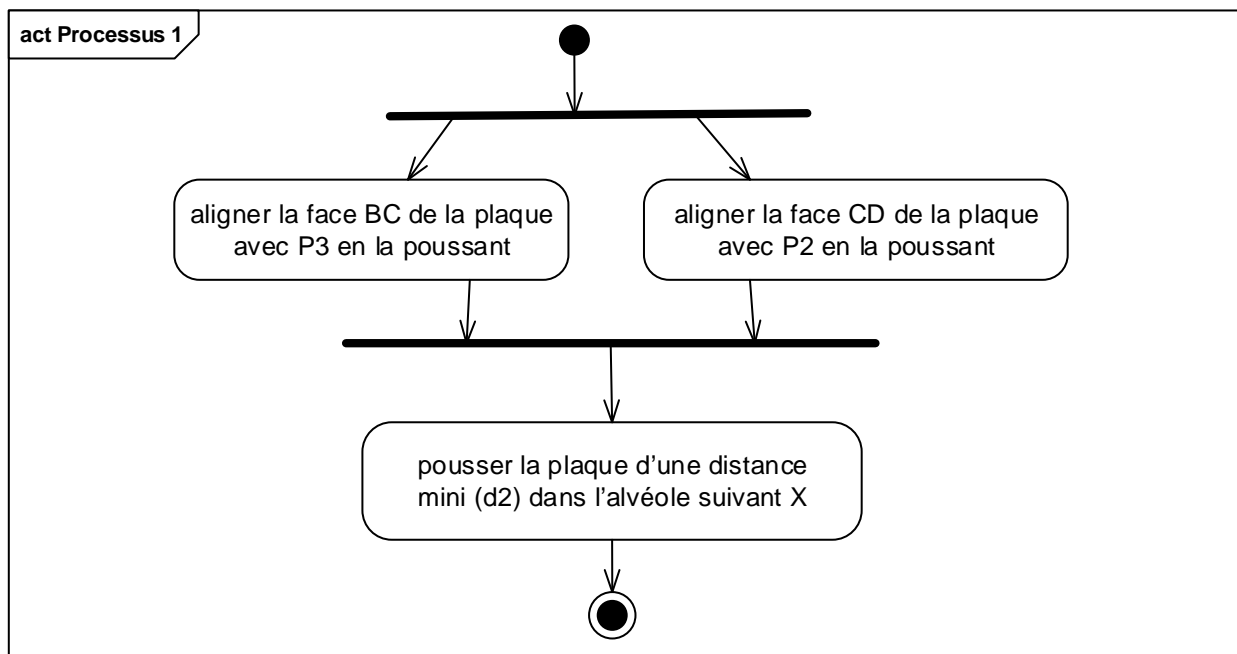 act Processus 1
aligner la face BC de la plaque
avec P3 en la poussant
aligner la face CD de la plaque
avec P2 en la poussant
pousser la plaque d’une distance
mini (d2) dans l’alvéole suivant X